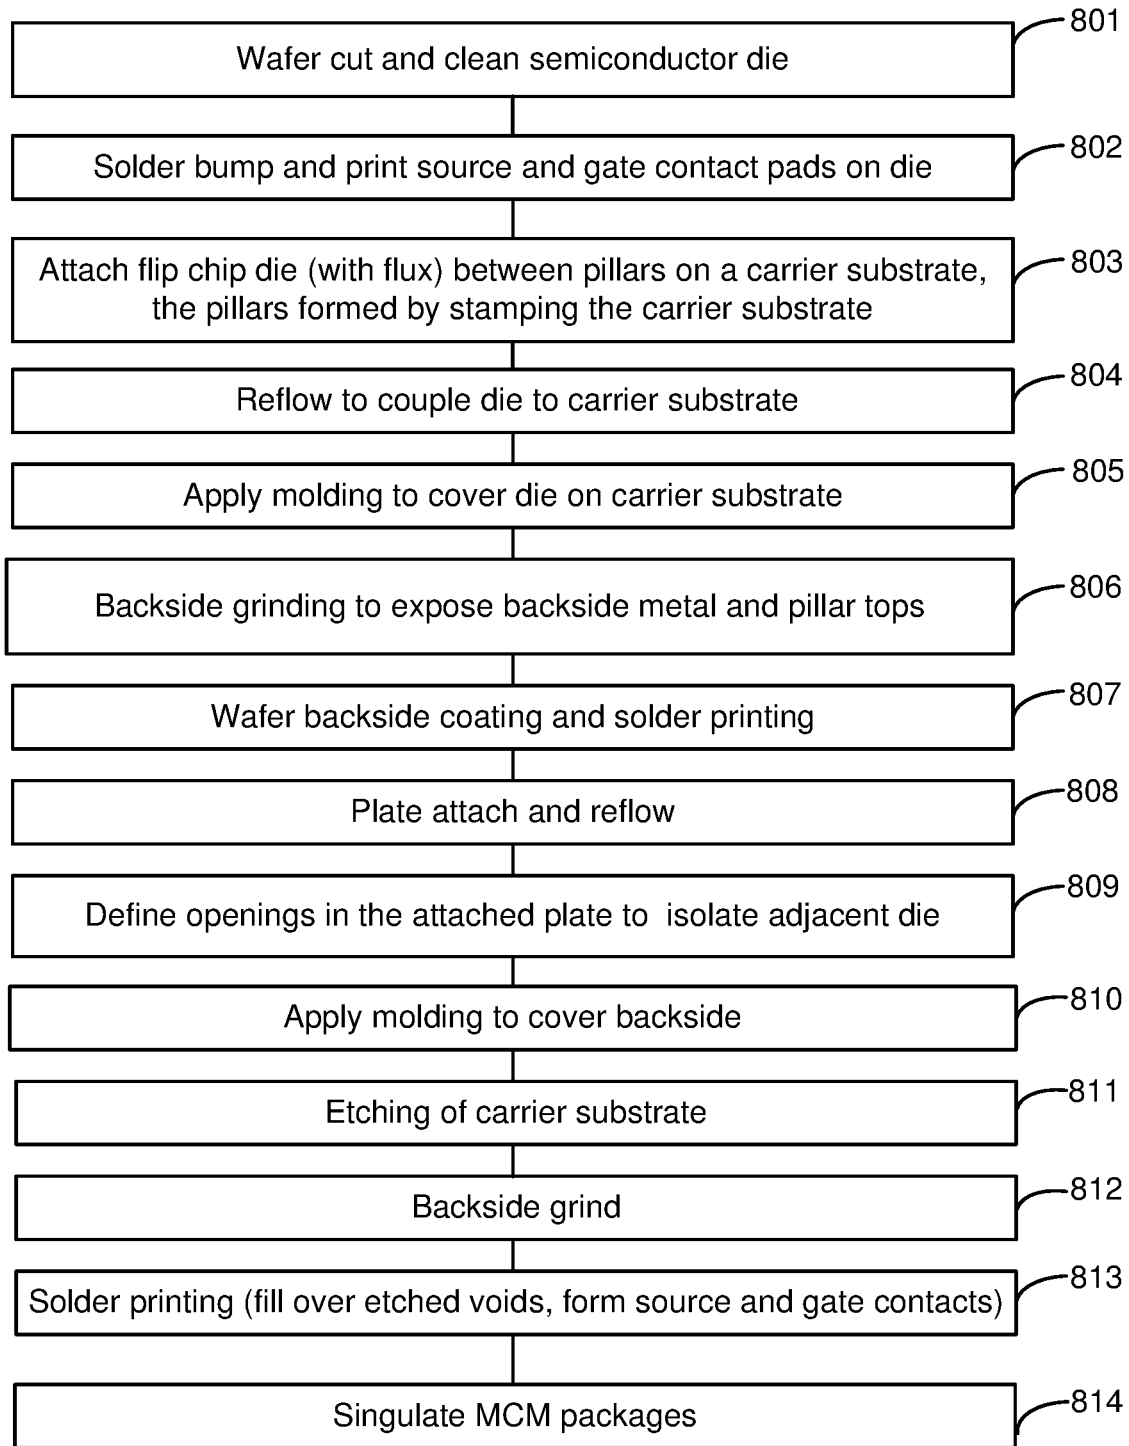 801
Wafer cut and clean semiconductor die
802
Solder bump and print source and gate contact pads on die
803
Attach flip chip die (with flux) between pillars on a carrier substrate,
the pillars formed by stamping the carrier substrate
804
Reflow to couple die to carrier substrate
805
Apply molding to cover die on carrier substrate
806
Backside grinding to expose backside metal and pillar tops
807
Wafer backside coating and solder printing
808
Plate attach and reflow
809
Define openings in the attached plate to isolate adjacent die
810
Apply molding to cover backside
811
Etching of carrier substrate
812
Backside grind
813
Solder printing (fill over etched voids, form source and gate contacts)
814
Singulate MCM packages